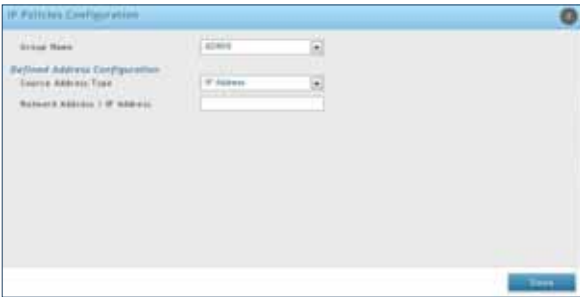 IP Policies Configuration
Group Name
ADMIN
Defined Address Configuration
Source Address Type
IP Address
Network Address / IP Address
Save